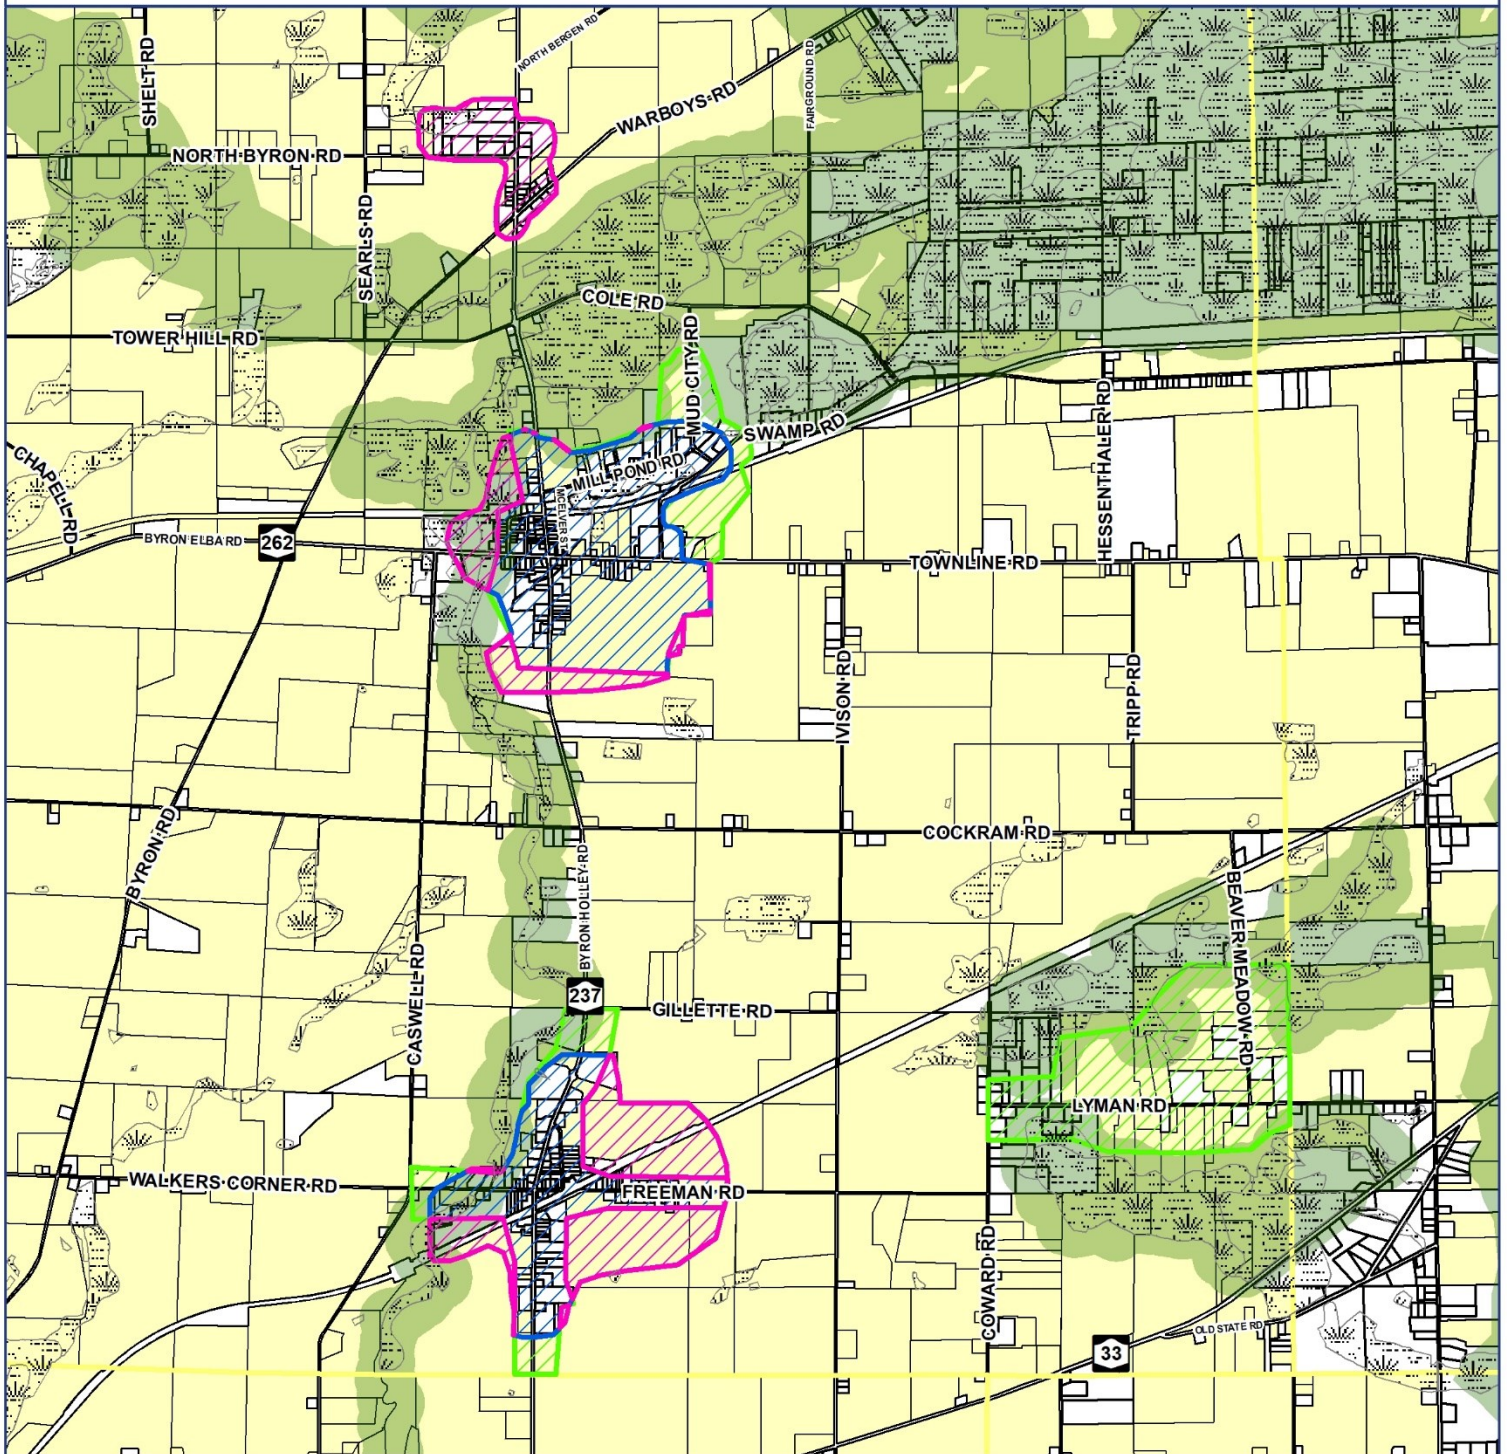 NORTH BERGEN RD
SHELT RD
FAIRGROUND RD
WARBOYS RD
NORTH BYRON RD
SEARLS RD
COLE RD
TOWER HILL RD
MUD CITY RD
SWAMP RD
HESSENTHALER RD
CHAPELL RD
MILL POND RD
MCELVER ST
BYRON ELBA RD
262
TOWNLINE RD
IVISON RD
TRIPP RD
BYRON RD
COCKRAM RD
BYRON HOLLEY RD
BEAVER MEADOW RD
CASWELL RD
237
GILLETTE RD
LYMAN RD
WALKERS CORNER RD
FREEMAN RD
COWARD RD
OLD STATE RD
33